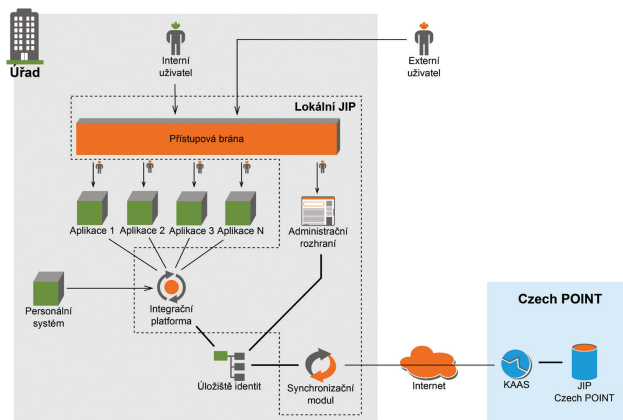 Úřad
Interní
uživatel
Externí
uživatel
Lokální JIP
Přístupová brána
Aplikace 1
Aplikace 2
Aplikace 3
Aplikace N
Administrační
rozhraní
Personální
systém
Integrační
platforma
Úložiště identit
Synchronizační
modul
Internet
Czech POINT
KAAS
JIP
Czech POINT